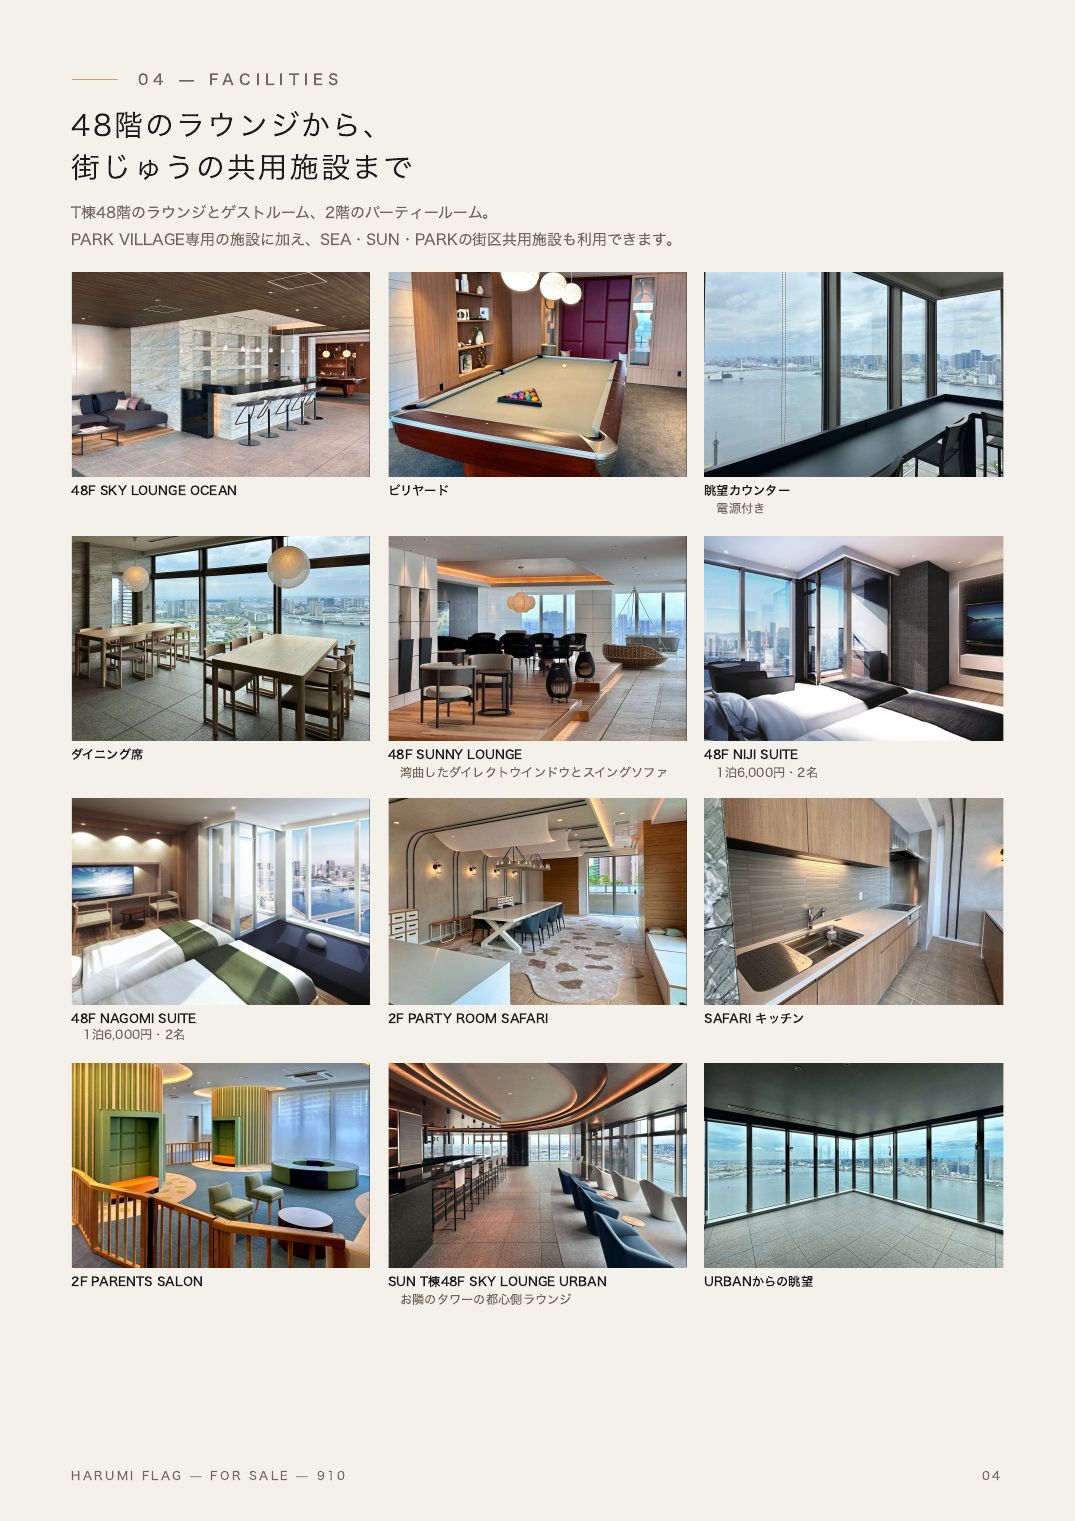 04 — FACILITIES
48階のラウンジから、
街じゅうの共用施設まで
T棟48階のラウンジとゲストルーム、2階のパーティールーム。
PARK VILLAGE専用の施設に加え、SEA・SUN・PARKの街区共用施設も利用できます。
48F SKY LOUNGE OCEAN
ビリヤード
眺望カウンター
電源付き
ダイニング席
48F SUNNY LOUNGE
湾曲したダイレクトウインドウとスイングソファ
48F NIJI SUITE
1泊6,000円・2名
48F NAGOMI SUITE
1泊6,000円・2名
2F PARTY ROOM SAFARI
SAFARI キッチン
2F PARENTS SALON
SUN T棟48F SKY LOUNGE URBAN
お隣のタワーの都心側ラウンジ
URBANからの眺望
HARUMI FLAG — FOR SALE — 910
04